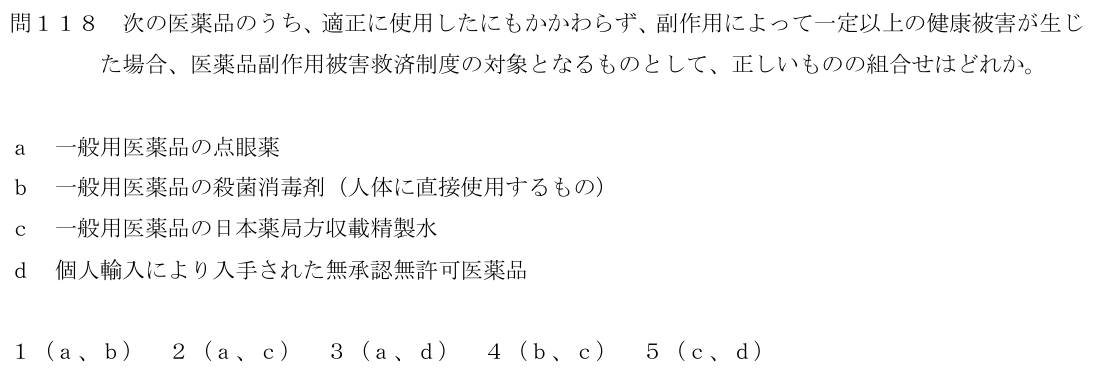 問１１８　次の医薬品のうち、適正に使用したにもかかわらず、副作用によって一定以上の健康被害が生じ
た場合、医薬品副作用被害救済制度の対象となるものとして、正しいものの組合せはどれか。
ａ　一般用医薬品の点眼薬
ｂ　一般用医薬品の殺菌消毒剤（人体に直接使用するもの）
ｃ　一般用医薬品の日本薬局方収載精製水
ｄ　個人輸入により入手された無承認無許可医薬品
１（ａ、ｂ）　２（ａ、ｃ）　３（ａ、ｄ）　４（ｂ、ｃ）　５（ｃ、ｄ）